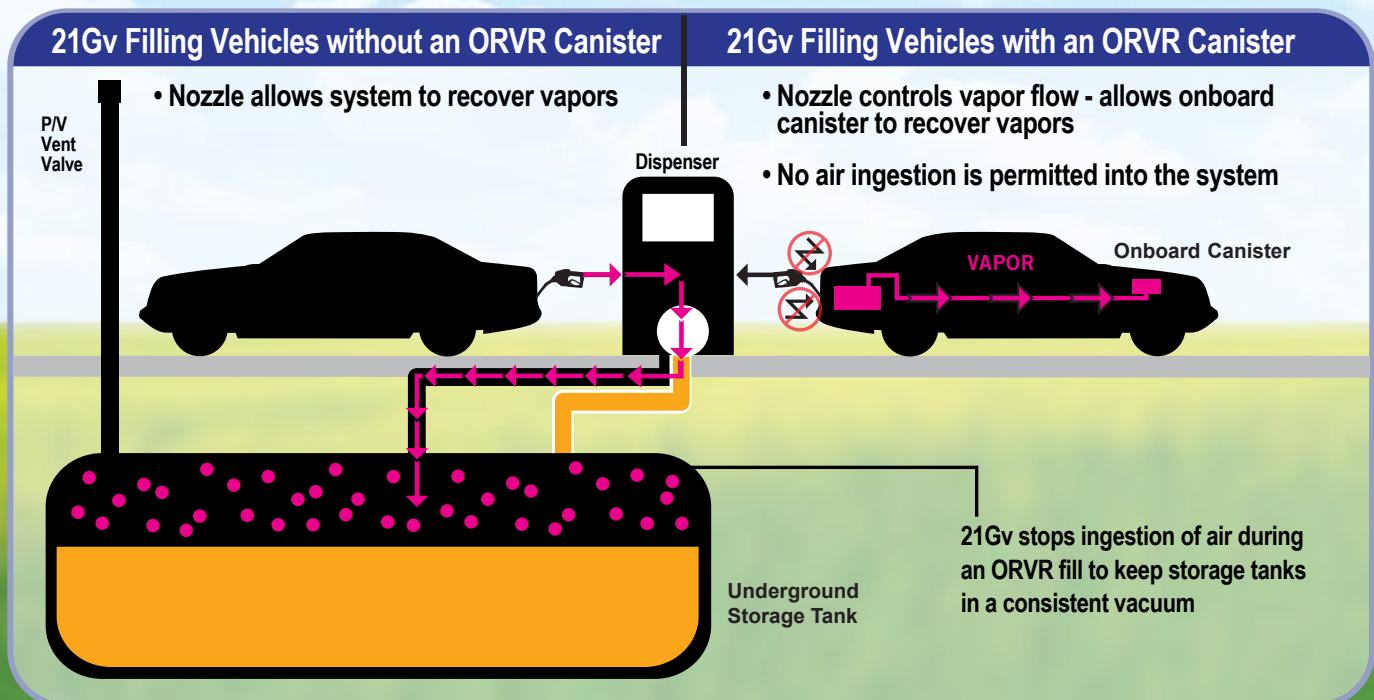 21Gv Filling Vehicles without an ORVR Canister
• Nozzle allows system to recover vapors
P/V
Vent
Valve
21Gv Filling Vehicles with an ORVR Canister
• Nozzle controls vapor flow - allows onboard
canister to recover vapors
• No air ingestion is permitted into the system
Dispenser
Onboard Canister
VAPOR
21Gv stops ingestion of air during
an ORVR fill to keep storage tanks
in a consistent vacuum
Underground
Storage Tank